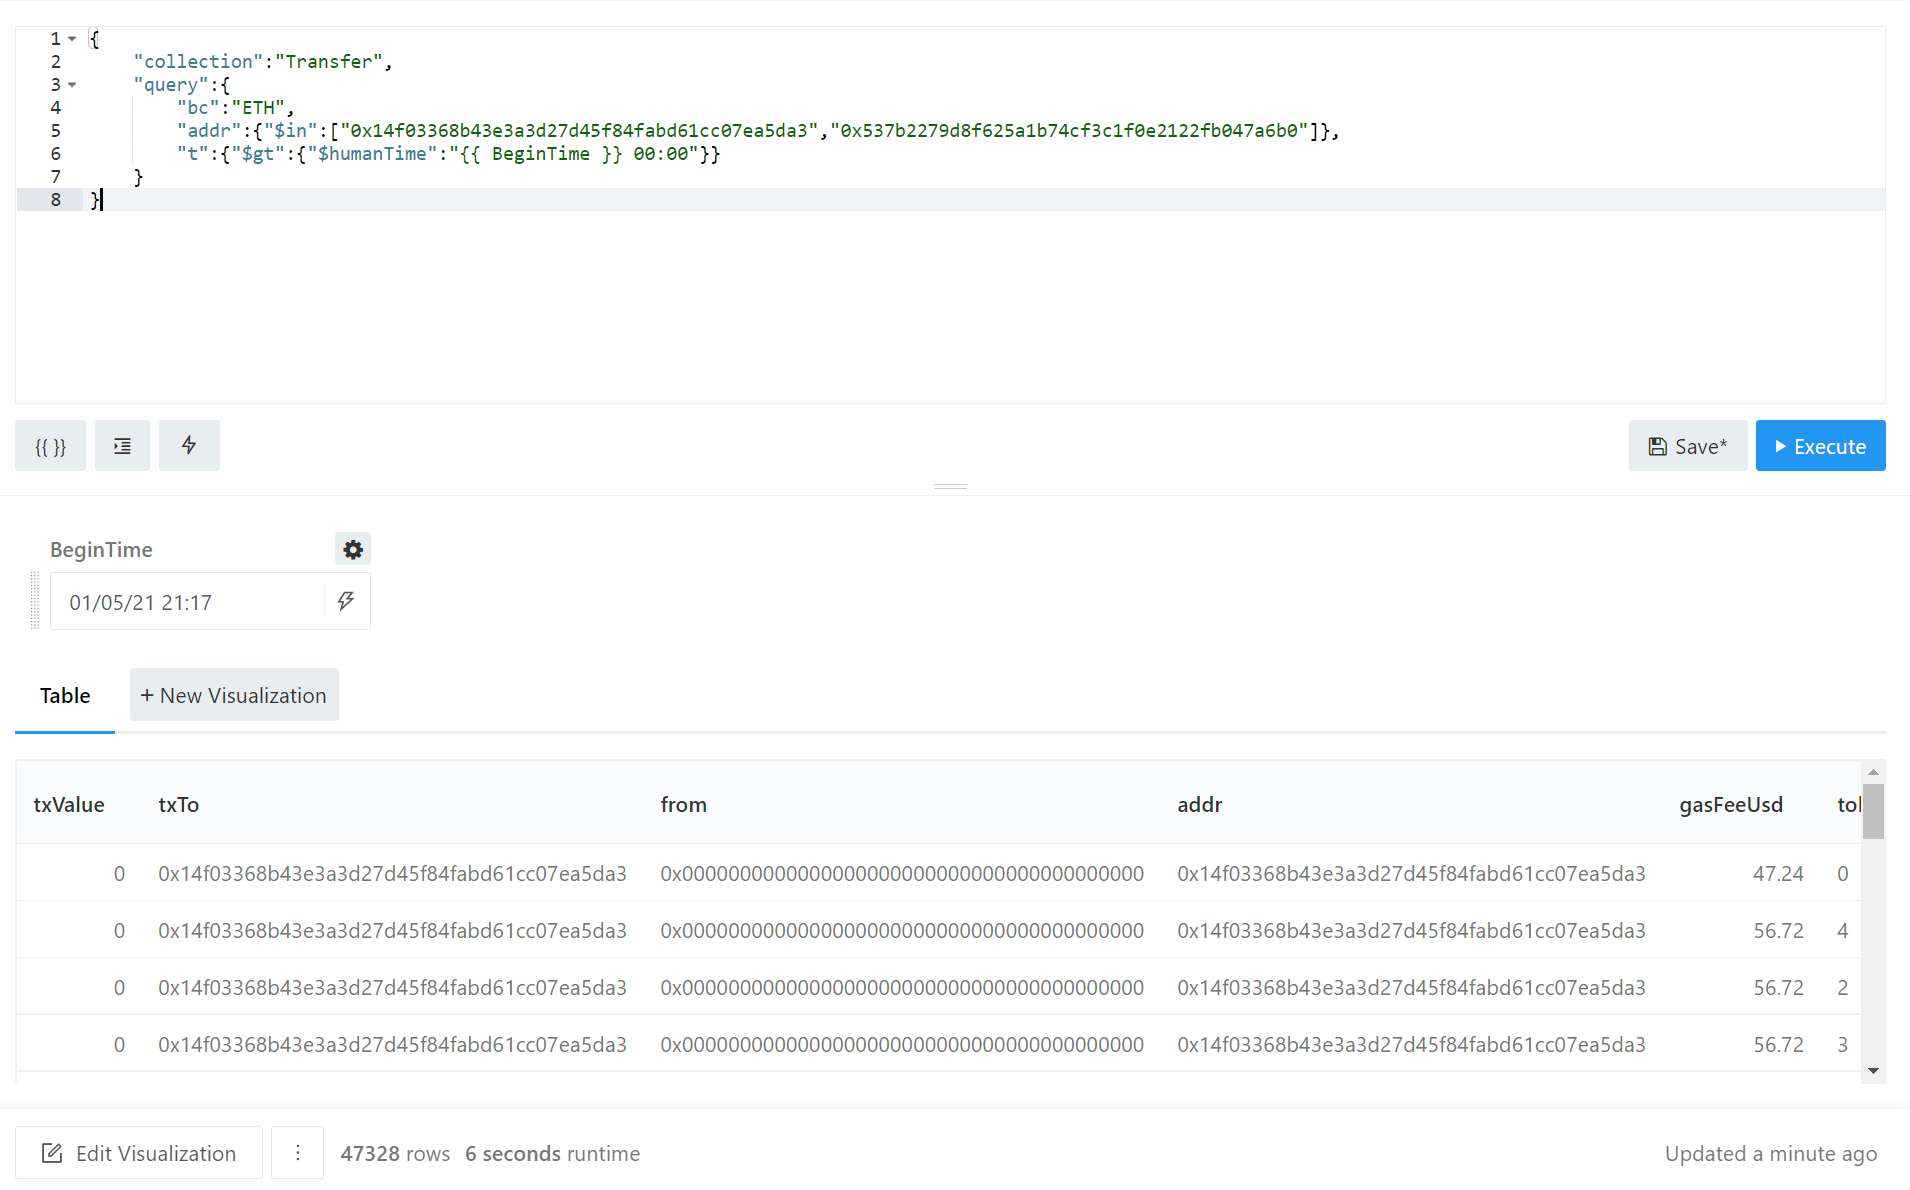 1 {
2 "collection":"Transfer",
3 "query":{
4 "bc":"ETH",
5 "addr":{"$in":["0x14f03368b43e3a3d27d45f84fabd61cc07ea5da3","0x537b2279d8f625a1b74cf3c1f0e2122fb047a6b0"]},
6 "t":{"$gt":{"$humanTime":"{{ BeginTime }} 00:00"}}
7 }
8 }
{{ }} Save* Execute
BeginTime
01/05/21 21:17
Table + New Visualization
txValue txTo from addr gasFeeUsd
0 0x14f03368b43e3a3d27d45f84fabd61cc07ea5da3 0x0000000000000000000000000000000000000000 0x14f03368b43e3a3d27d45f84fabd61cc07ea5da3 47.24 0
0 0x14f03368b43e3a3d27d45f84fabd61cc07ea5da3 0x0000000000000000000000000000000000000000 0x14f03368b43e3a3d27d45f84fabd61cc07ea5da3 56.72 4
0 0x14f03368b43e3a3d27d45f84fabd61cc07ea5da3 0x0000000000000000000000000000000000000000 0x14f03368b43e3a3d27d45f84fabd61cc07ea5da3 56.72 2
0 0x14f03368b43e3a3d27d45f84fabd61cc07ea5da3 0x0000000000000000000000000000000000000000 0x14f03368b43e3a3d27d45f84fabd61cc07ea5da3 56.72 3
Edit Visualization 47328 rows 6 seconds runtime Updated a minute ago